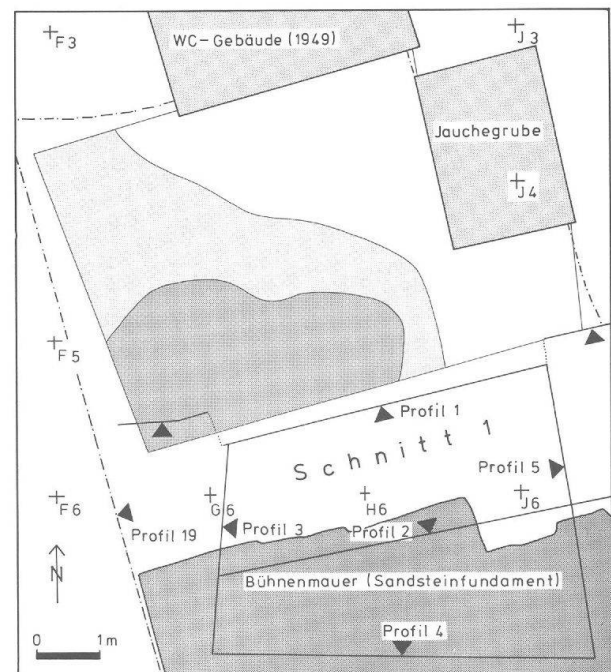 F3
WC-Gebäude (1949)
J3
Jauchegrube
J4
F5
Profil 1
Schnitt 1
Profil 5
F6
G6
H6
J6
Profil 19
Profil 3
Profil 2
N
Bühnenmauer (Sandsteinfundament)
Profil 4
0 1m